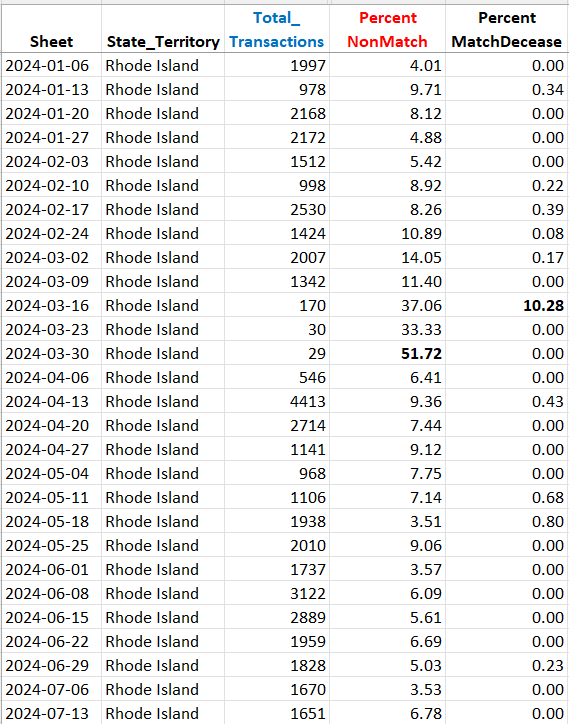 Total_ Percent Percent
Sheet State_Territory Transactions NonMatch MatchDecease
2024-01-06 Rhode Island 1997 4.01 0.00
2024-01-13 Rhode Island 978 9.71 0.34
2024-01-20 Rhode Island 2168 8.12 0.00
2024-01-27 Rhode Island 2172 4.88 0.00
2024-02-03 Rhode Island 1512 5.42 0.00
2024-02-10 Rhode Island 998 8.92 0.22
2024-02-17 Rhode Island 2530 8.26 0.39
2024-02-24 Rhode Island 1424 10.89 0.08
2024-03-02 Rhode Island 2007 14.05 0.17
2024-03-09 Rhode Island 1342 11.40 0.00
2024-03-16 Rhode Island 170 37.06 10.28
2024-03-23 Rhode Island 30 33.33 0.00
2024-03-30 Rhode Island 29 51.72 0.00
2024-04-06 Rhode Island 546 6.41 0.00
2024-04-13 Rhode Island 4413 9.36 0.43
2024-04-20 Rhode Island 2714 7.44 0.00
2024-04-27 Rhode Island 1141 9.12 0.00
2024-05-04 Rhode Island 968 7.75 0.00
2024-05-11 Rhode Island 1106 7.14 0.68
2024-05-18 Rhode Island 1938 3.51 0.80
2024-05-25 Rhode Island 2010 9.06 0.00
2024-06-01 Rhode Island 1737 3.57 0.00
2024-06-08 Rhode Island 3122 6.09 0.00
2024-06-15 Rhode Island 2889 5.61 0.00
2024-06-22 Rhode Island 1959 6.69 0.00
2024-06-29 Rhode Island 1828 5.03 0.23
2024-07-06 Rhode Island 1670 3.53 0.00
2024-07-13 Rhode Island 1651 6.78 0.00